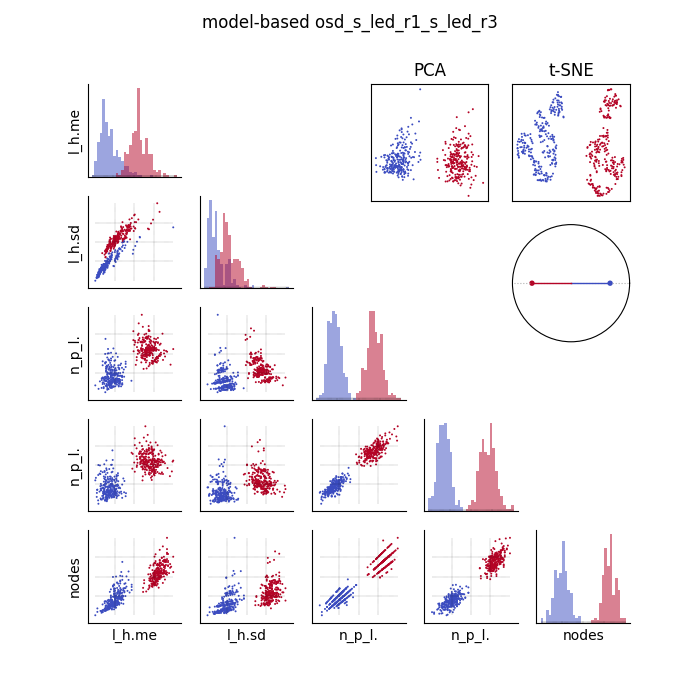 model-based osd_s_led_r1_s_led_r3
PCA
t-SNE
l_h.me
l_h.sd
n_p_l.
n_p_l.
nodes
l_h.me
l_h.sd
n_p_l.
n_p_l.
nodes